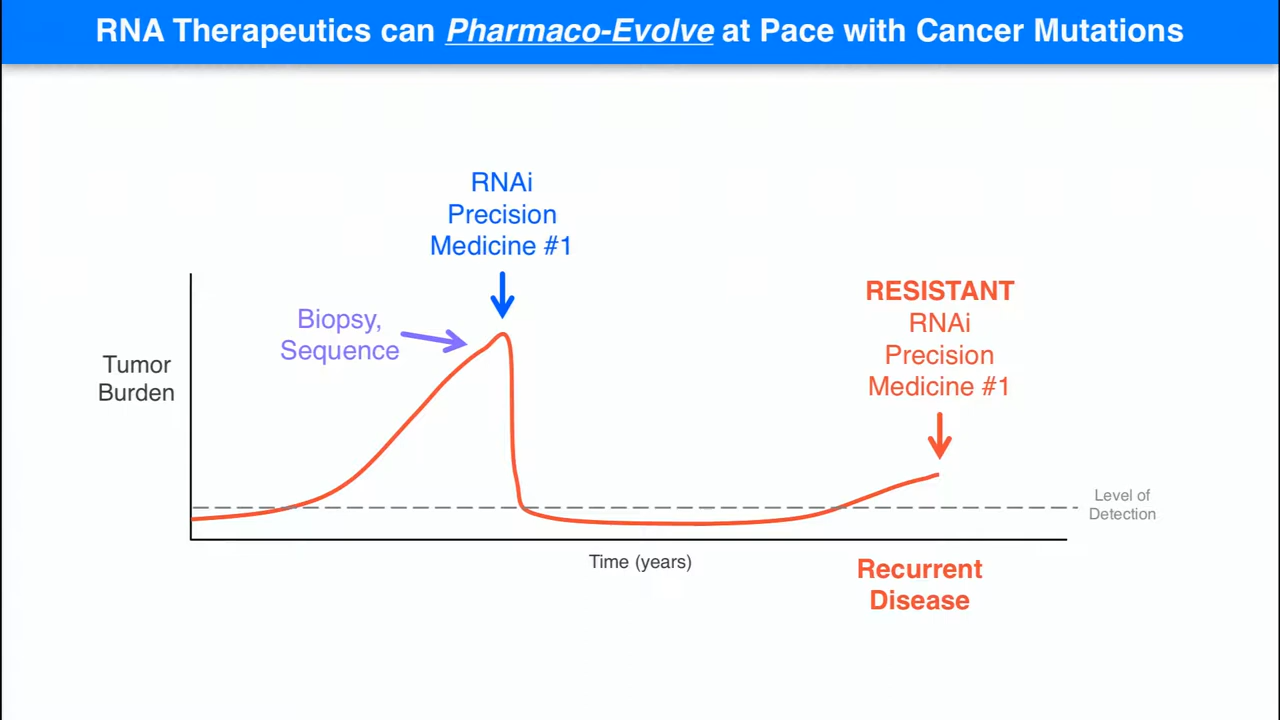 RNA Therapeutics can Pharmaco-Evolve at Pace with Cancer Mutations
RNAi
Precision
Medicine #1
Biopsy,
Sequence
Tumor
Burden
RESISTANT
RNAi
Precision
Medicine #1
Level of
Detection
Time (years)
Recurrent
Disease